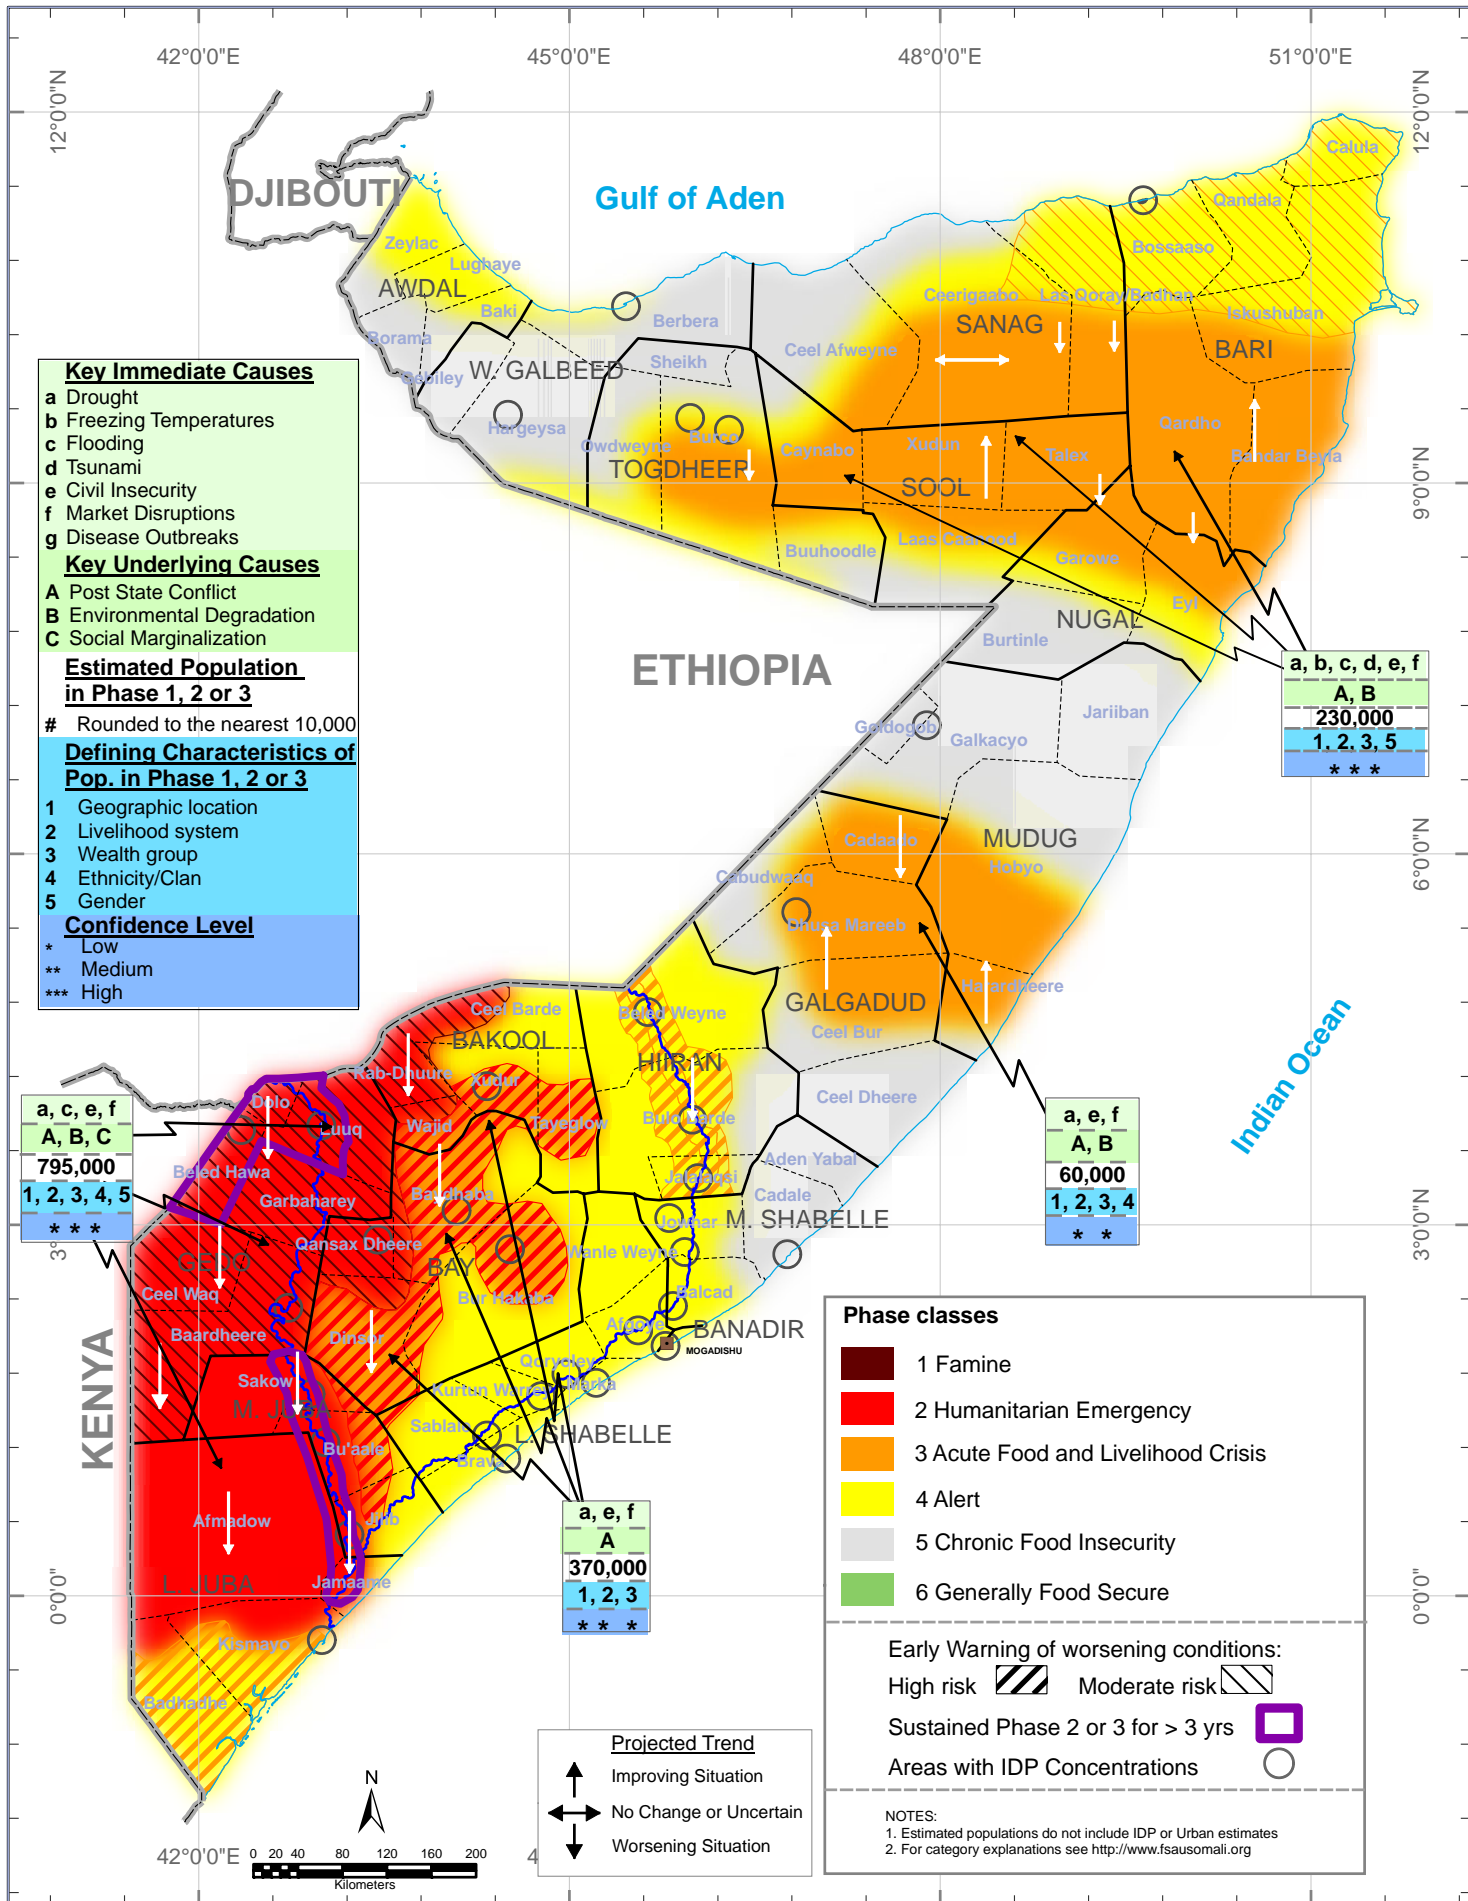 42°0'0"E
45°0'0"E
48°0'0"E
51°0'0"E
12°0'0"N
12°0'0"N
DJIBOUTI
Gulf of Aden
Calula
Qandala
Zeylac
Bossaaso
Lughaye
AWDAL
Ceerigaabo
Las Qoray/Badhan
Baki
Iskushuban
Berbera
SANAG
Borama
BARI
Ceel Afweyne
Sheikh
W. GALBEED
Qebiley
Hargeysa
Qardho
Burco
Xudun
Owdweyne
Caynabo
Talex
Bandar Beyla
TOGDHEER
SOOL
9°0'0"N
Laas Caanood
Buuhoodle
Garowe
Eyl
NUGAL
Burtinle
ETHIOPIA
Key Immediate Causes
a Drought
b Freezing Temperatures
c Flooding
d Tsunami
e Civil Insecurity
f Market Disruptions
g Disease Outbreaks
Key Underlying Causes
A Post State Conflict
B Environmental Degradation
C Social Marginalization
Estimated Population
in Phase 1, 2 or 3
# Rounded to the nearest 10,000
Defining Characteristics of
Pop. in Phase 1, 2 or 3
1 Geographic location
2 Livelihood system
3 Wealth group
4 Ethnicity/Clan
5 Gender
Confidence Level
* Low
** Medium
*** High
a, b, c, d, e, f
A, B
230,000
1, 2, 3, 5
* * *
Jariiban
Goldogob
Galkacyo
MUDUG
Cadaado
6°0'0"N
Hobyo
Cabudwaaq
Dhusa Mareeb
Harardheere
GALGADUD
Ceel Barde
Beled Weyne
Ceel Bur
BAKOOL
HIIRAN
Indian Ocean
Rab-Dhuure
Xudur
Dolo
Ceel Dheere
Luuq
Wajid
Tayeglow
Bulo Barde
a, c, e, f
A, B, C
795,000
1, 2, 3, 4, 5
* * *
a, e, f
A, B
60,000
1, 2, 3, 4
* *
Aden Yabal
Beled Hawa
Jalalaqsi
Garbaharey
Baydhaba
Cadale
M. SHABELLE
Jowhar
3°0'0"N
Qansax Dheere
Wanle Weyne
GEDO
BAY
Ceel Waq
Bur Hakaba
Balcad
Baardheere
Dinsor
Afgoye
BANADIR
MOGADISHU
KENYA
Qoryoley
Sakow
Kurtun Warrey
Marka
M. JUBA
Sablale
L. SHABELLE
Bu'aale
Brava
Afmadow
Jilib
a, e, f
A
370,000
1, 2, 3
* * *
0°0'0"
0°0'0"
L. JUBA
Jamaame
Kismayo
Badhadhe
Phase classes
1 Famine
2 Humanitarian Emergency
3 Acute Food and Livelihood Crisis
4 Alert
5 Chronic Food Insecurity
6 Generally Food Secure
Early Warning of worsening conditions:
High risk Moderate risk
Sustained Phase 2 or 3 for > 3 yrs
Areas with IDP Concentrations
NOTES:
1. Estimated populations do not include IDP or Urban estimates
2. For category explanations see http://www.fsausomali.org
Projected Trend
Improving Situation
No Change or Uncertain
Worsening Situation
N
42°0'0"E
0 20 40 80 120 160 200
Kilometers